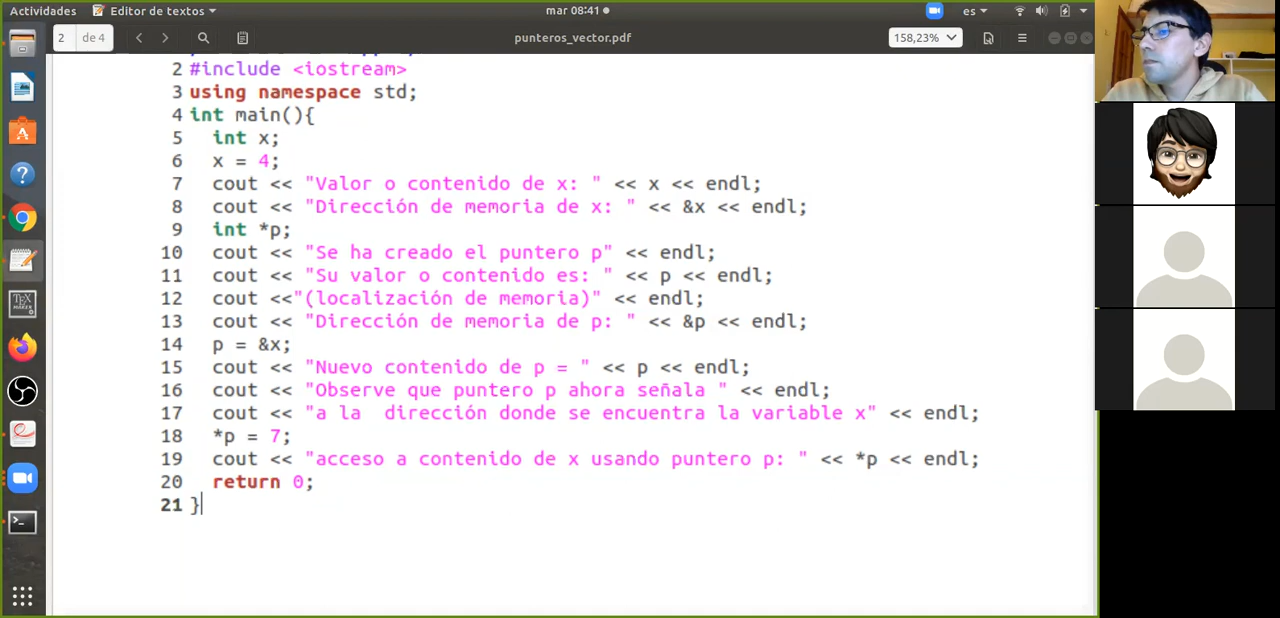 Actividades Editor de textos mar 08:41 es
2 de 4 punteros_vector.pdf 158,23%
2 #include <iostream>
3 using namespace std;
4 int main(){
5 int x;
6 x = 4;
7 cout << "Valor o contenido de x: " << x << endl;
8 cout << "Dirección de memoria de x: " << &x << endl;
9 int *p;
10 cout << "Se ha creado el puntero p" << endl;
11 cout << "Su valor o contenido es: " << p << endl;
12 cout <<"(localización de memoria)" << endl;
13 cout << "Dirección de memoria de p: " << &p << endl;
14 p = &x;
15 cout << "Nuevo contenido de p = " << p << endl;
16 cout << "Observe que puntero p ahora señala " << endl;
17 cout << "a la  dirección donde se encuentra la variable x" << endl;
18 *p = 7;
19 cout << "acceso a contenido de x usando puntero p: " << *p << endl;
20 return 0;
21 }